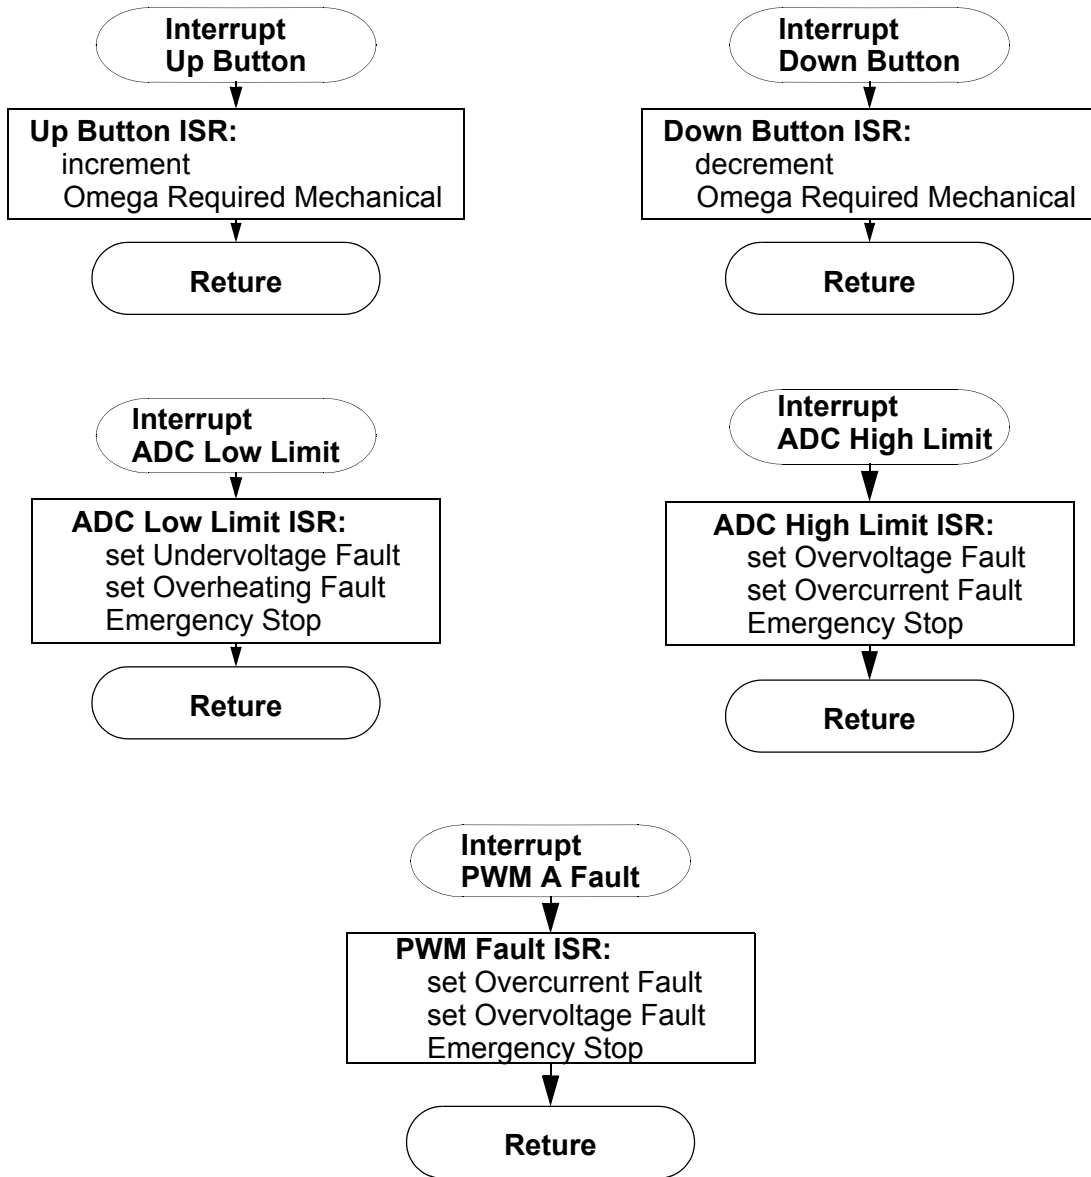 Interrupt
Up Button
Up Button ISR:
increment
Omega Required Mechanical
Reture
Interrupt
Down Button
Down Button ISR:
decrement
Omega Required Mechanical
Reture
Interrupt
ADC Low Limit
ADC Low Limit ISR:
set Undervoltage Fault
set Overheating Fault
Emergency Stop
Reture
Interrupt
ADC High Limit
ADC High Limit ISR:
set Overvoltage Fault
set Overcurrent Fault
Emergency Stop
Reture
Interrupt
PWM A Fault
PWM Fault ISR:
set Overcurrent Fault
set Overvoltage Fault
Emergency Stop
Reture